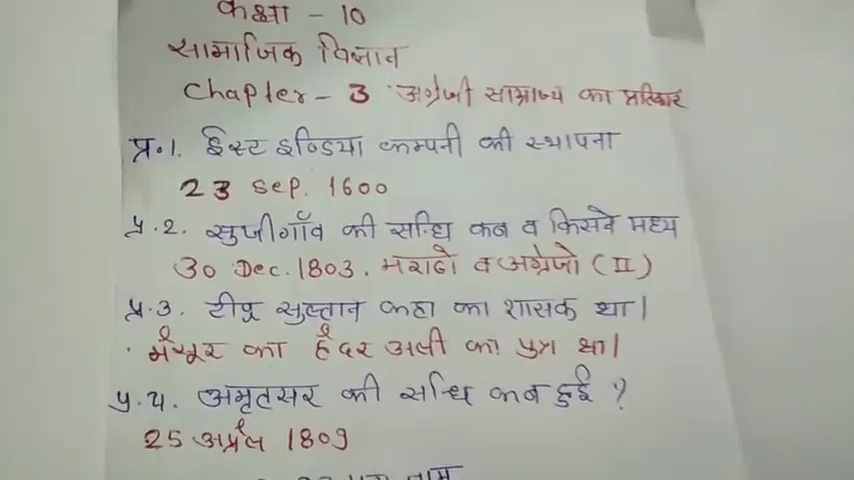 कक्षा - 10
सामाजिक विज्ञान
Chapter - 3 अंग्रेजी साम्राज्य का प्रतिकार
प्र.1. ईस्ट इण्डिया कम्पनी की स्थापना
23 Sep. 1600
प्र.2. सुर्जीगाँव की सन्धि कब व किसके मध्य
30 Dec. 1803. मराठो व अंग्रेजो (II)
प्र.3. टीपू सुल्तान कहा का शासक था।
मैसूर का हैदर अली का पुत्र था।
प्र.4. अमृतसर की सन्धि कब हुई ?
25 अप्रैल 1809